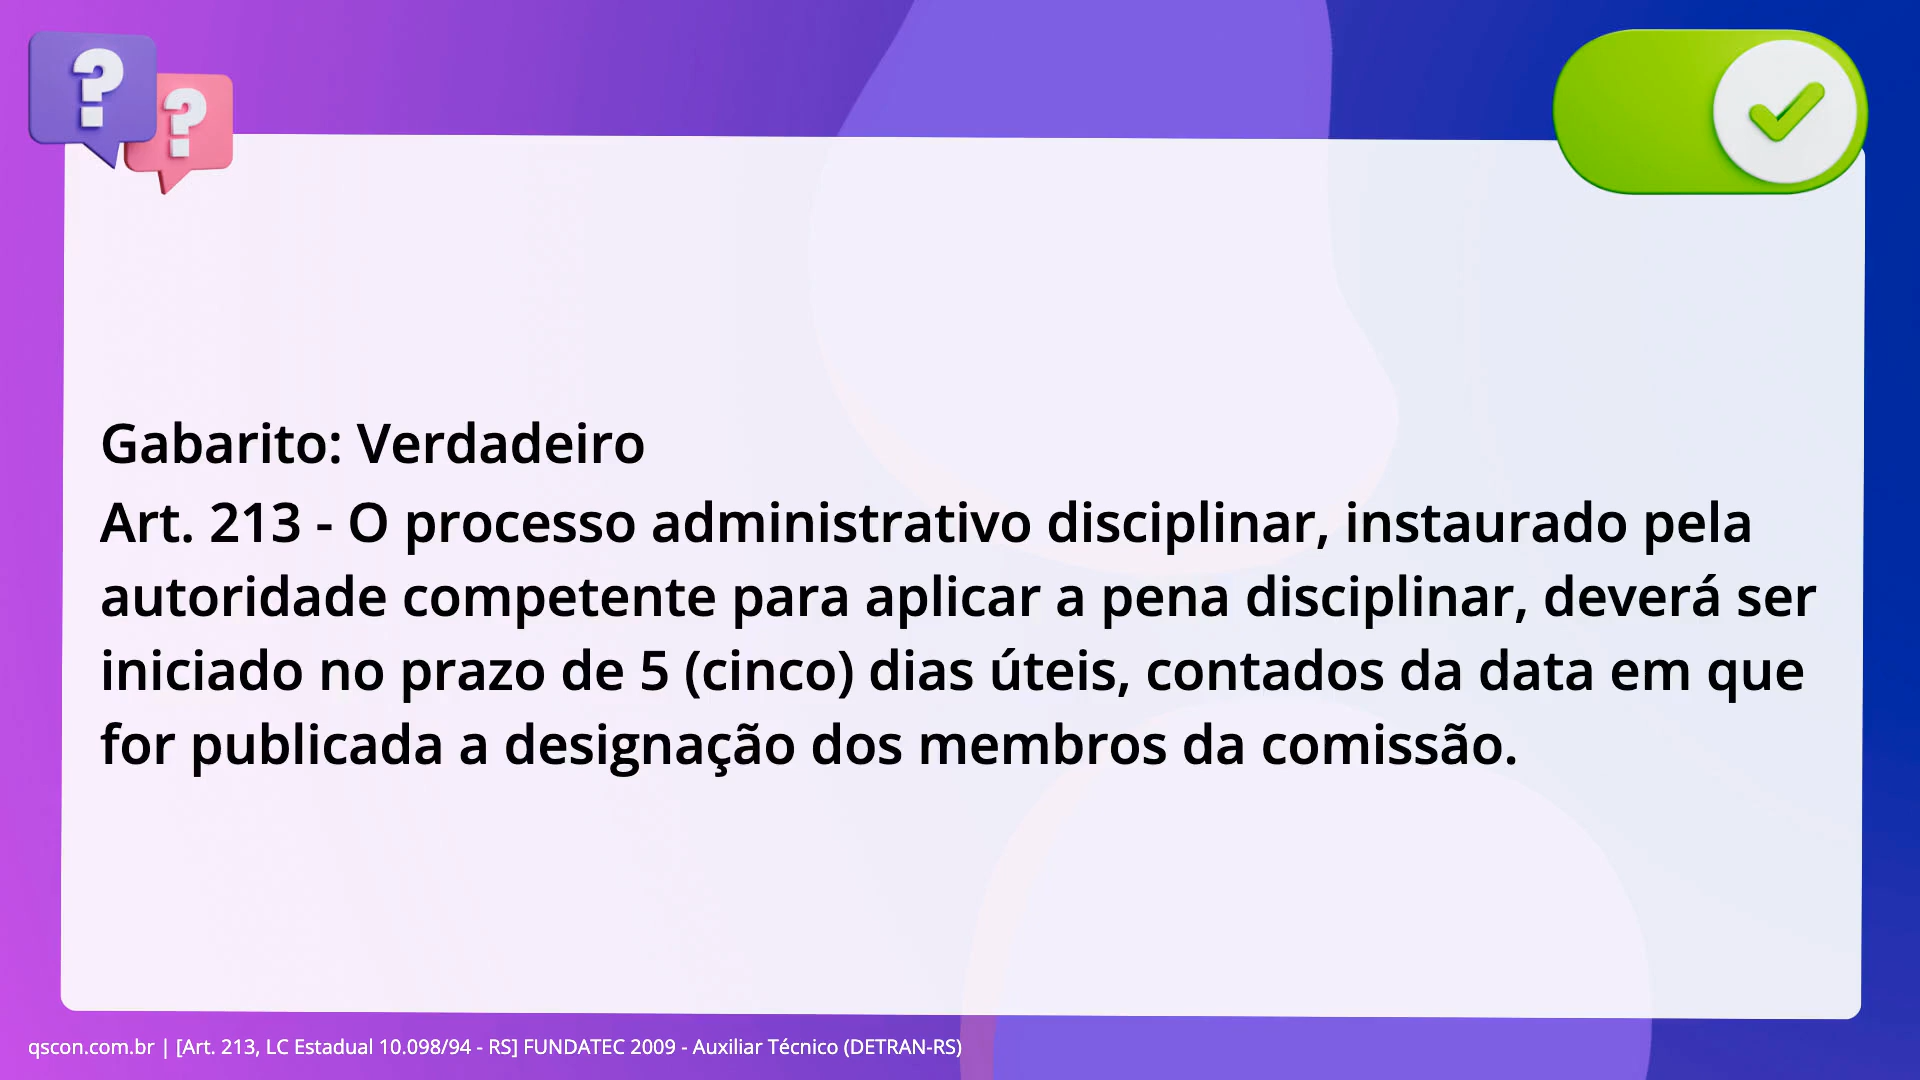 Gabarito: Verdadeiro
Art. 213 - O processo administrativo disciplinar, instaurado pela
autoridade competente para aplicar a pena disciplinar, deverá ser
iniciado no prazo de 5 (cinco) dias úteis, contados da data em que
for publicada a designação dos membros da comissão.
qscon.com.br | [Art. 213, LC Estadual 10.098/94 - RS] FUNDATEC 2009 - Auxiliar Técnico (DETRAN-RS)